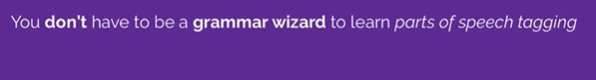 You don't have to be a grammar wizard to learn parts of speech tagging